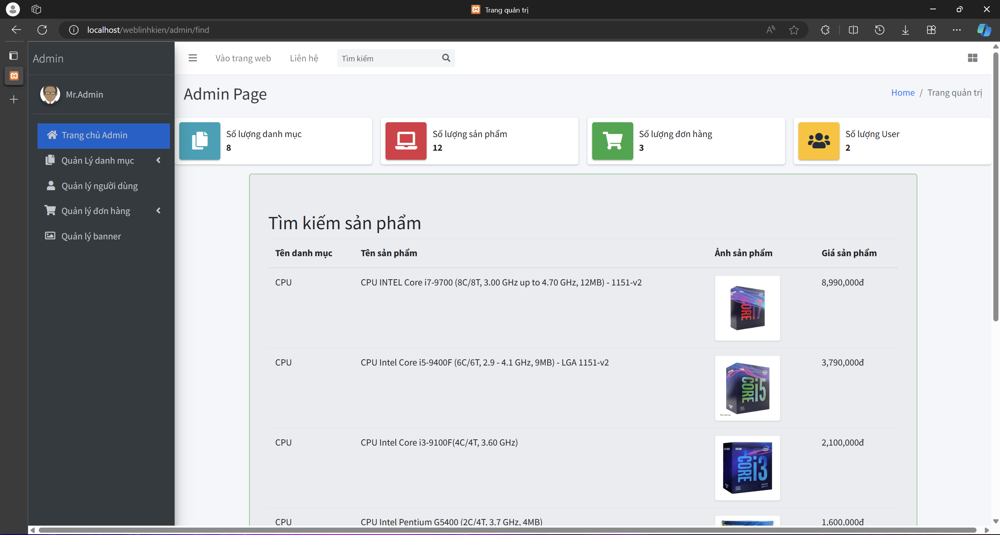 Trang quản trị
localhost/weblinhkien/admin/find
Admin
Vào trang web
Liên hệ
Tìm kiếm
Mr.Admin
Admin Page
Home / Trang quản trị
Trang chủ Admin
Quản Lý danh mục
Quản lý người dùng
Quản lý đơn hàng
Quản lý banner
Số lượng danh mục
8
Số lượng sản phẩm
12
Số lượng đơn hàng
3
Số lượng User
2
Tìm kiếm sản phẩm
Tên danh mục Tên sản phẩm Ảnh sản phẩm Giá sản phẩm
CPU CPU INTEL Core i7-9700 (8C/8T, 3.00 GHz up to 4.70 GHz, 12MB) - 1151-v2 8,990,000đ
CORE i7
CPU CPU Intel Core i5-9400F (6C/6T, 2.9 - 4.1 GHz, 9MB) - LGA 1151-v2 3,790,000đ
CORE i5
CPU CPU Intel Core i3-9100F(4C/4T, 3.60 GHz) 2,100,000đ
CORE i3
CPU CPU Intel Pentium G5400 (2C/4T, 3.7 GHz, 4MB) 1,600,000đ